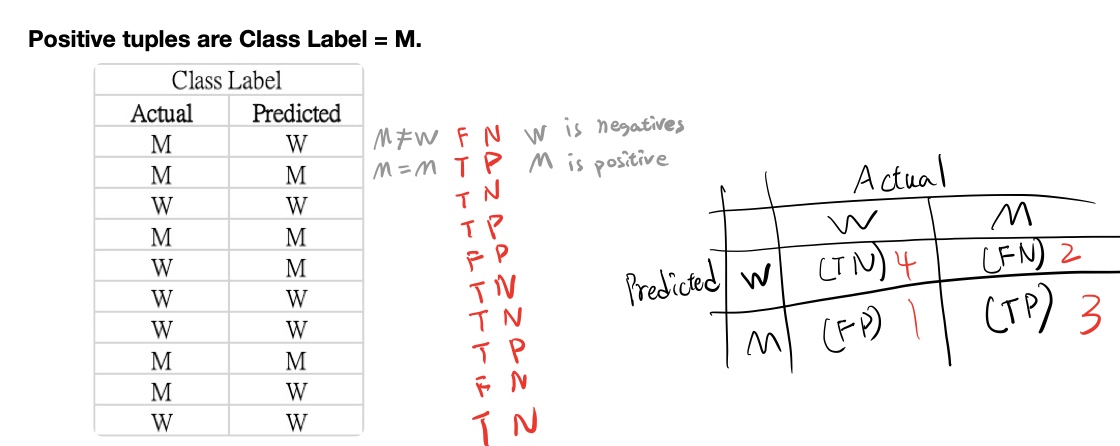 Positive tuples are Class Label = M.
Class Label
Actual Predicted
M W M≠W F N W is negatives
M M M=M T P M is positive
W W T N
M M T P
W M F P
W W T N
W W T N
M M T P
M W F N
W W T N
Actual
W M
Predicted W (TN) 4 (FN) 2
M (FP) 1 (TP) 3